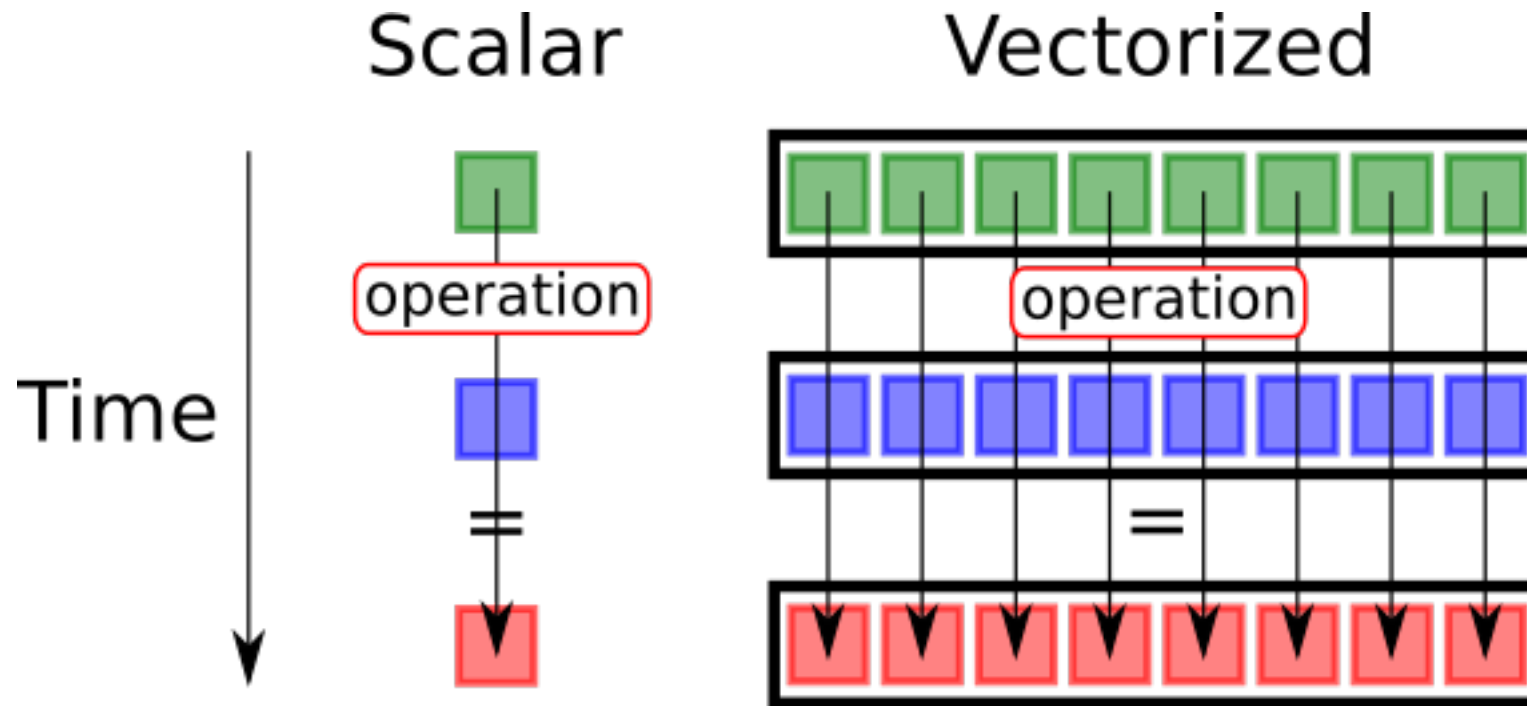 Scalar
Vectorized
operation
operation
Time
=
=